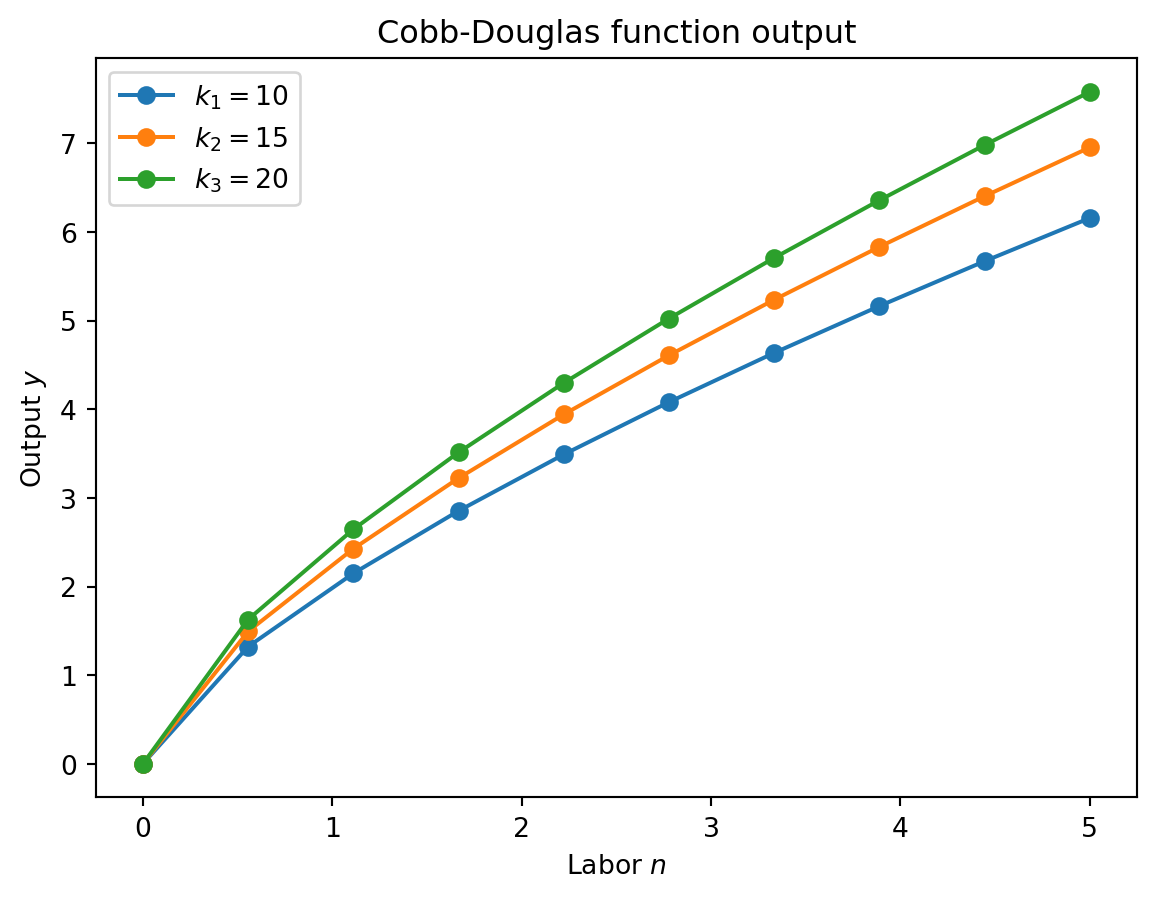 Cobb-Douglas function output
k₁ = 10
k₂ = 15
k₃ = 20
7
6
5
4
3
2
1
0
Output y
0 1 2 3 4 5
Labor n